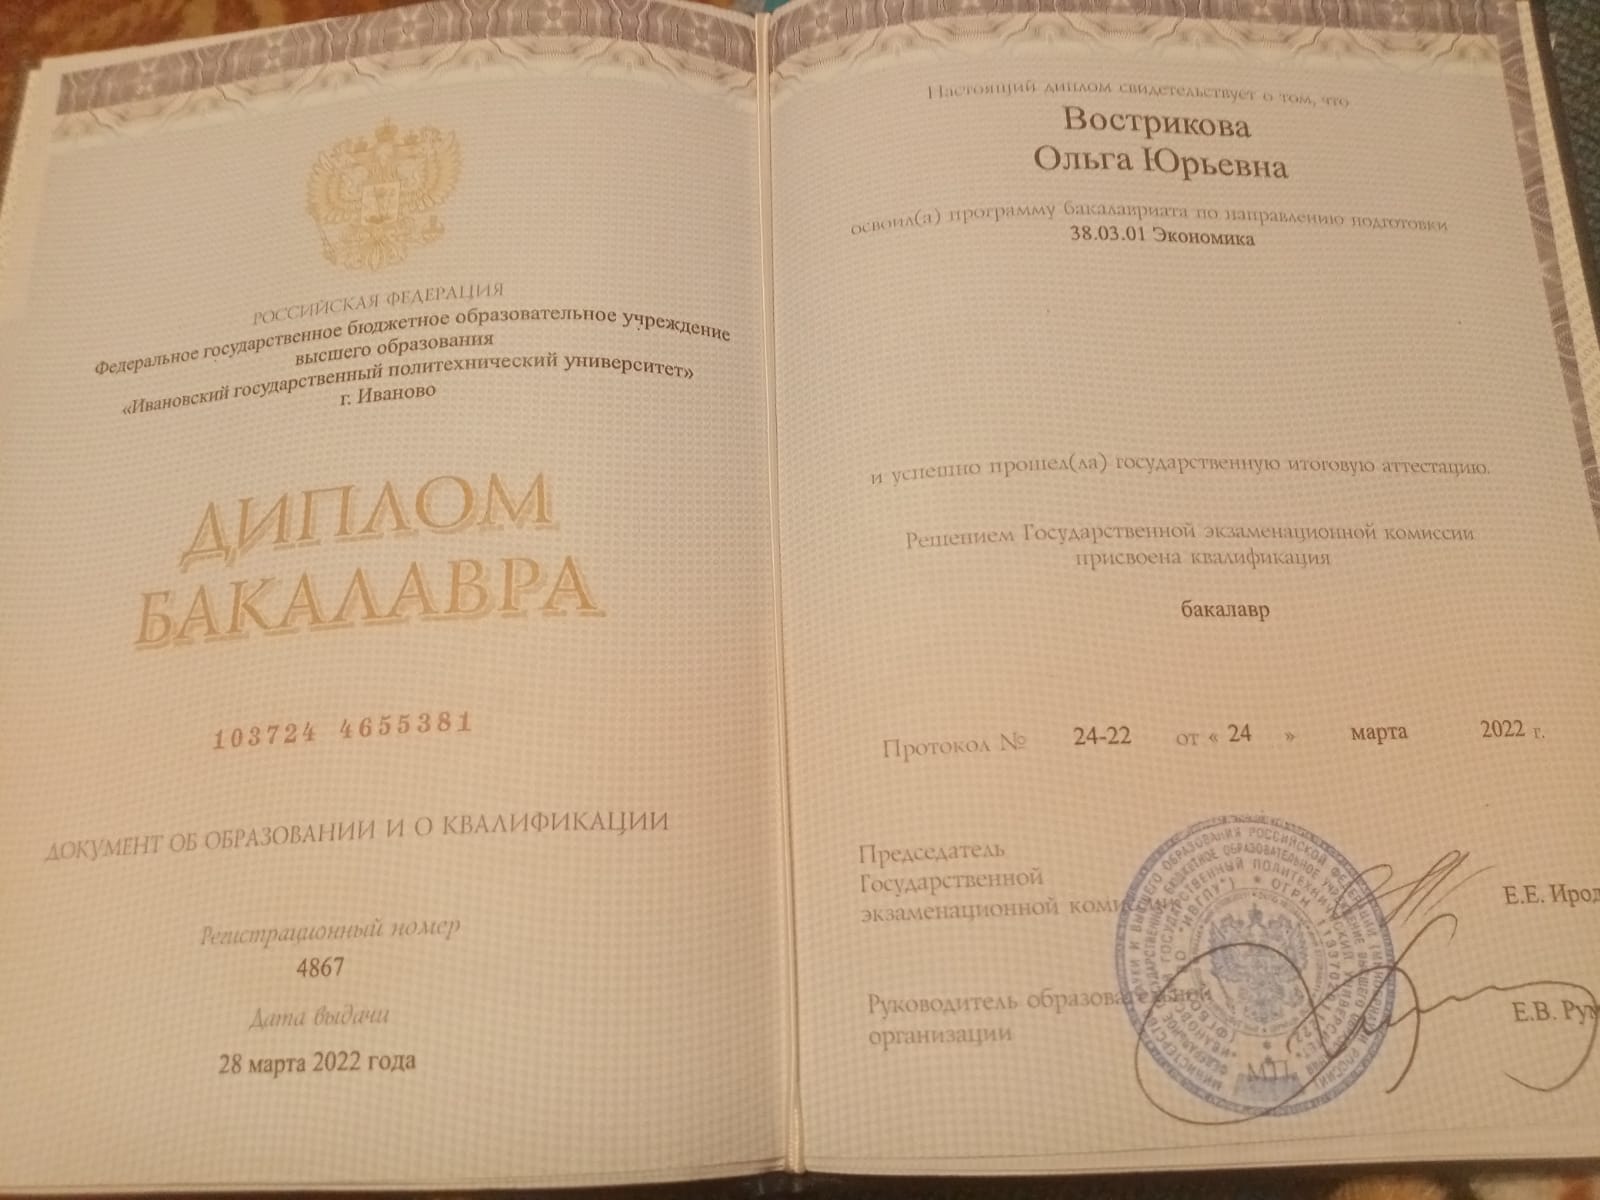 РОССИЙСКАЯ ФЕДЕРАЦИЯ
Федеральное государственное бюджетное образовательное учреждение
высшего образования
«Ивановский государственный политехнический университет»
г. Иваново
ДИПЛОМ
БАКАЛАВРА
103724 4655381
ДОКУМЕНТ ОБ ОБРАЗОВАНИИ И О КВАЛИФИКАЦИИ
Регистрационный номер
4867
Дата выдачи
28 марта 2022 года
Настоящий диплом свидетельствует о том, что
Вострикова
Ольга Юрьевна
освоил(а) программу бакалавриата по направлению подготовки
38.03.01 Экономика
и успешно прошел(ла) государственную итоговую аттестацию.
Решением Государственной экзаменационной комиссии
присвоена квалификация
бакалавр
Протокол № 24-22 от « 24 » марта 2022 г.
Председатель
Государственной
экзаменационной комиссии
Е.Е.
Руководитель образовательной
организации
Е.В.
М.П.